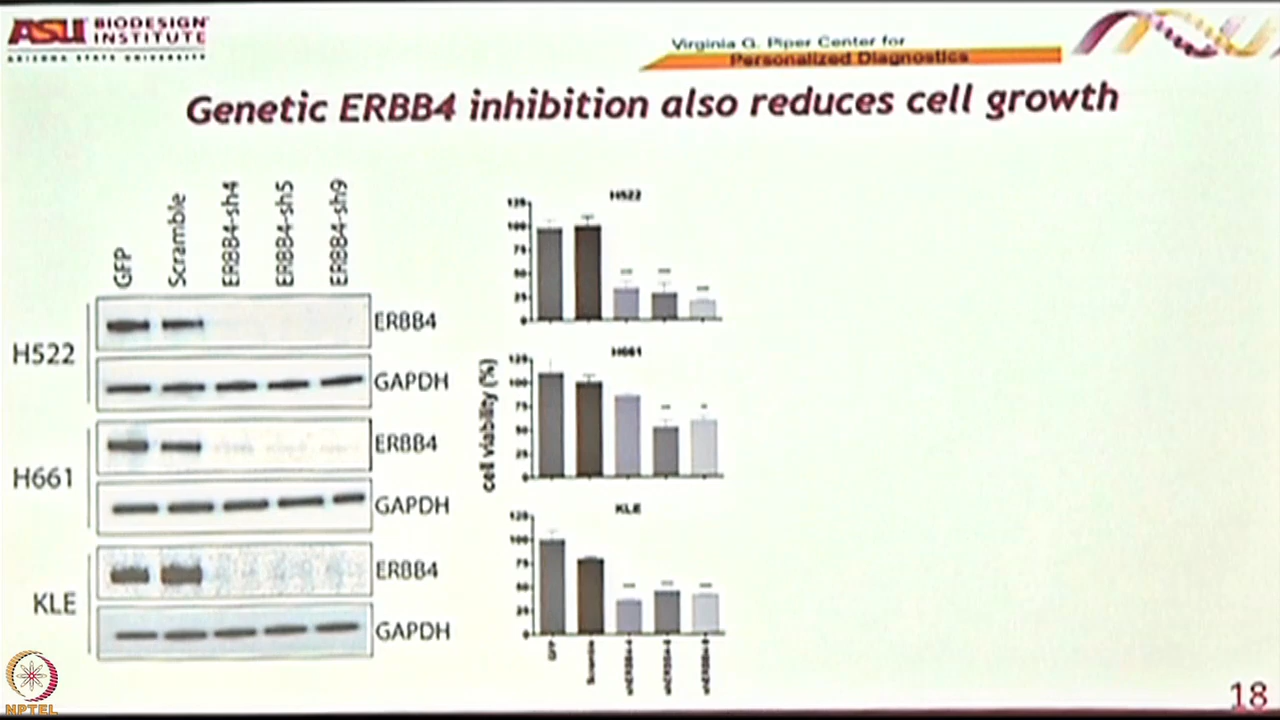 ASU BIODESIGN INSTITUTE
ARIZONA STATE UNIVERSITY
Virginia G. Piper Center for
Personalized Diagnostics
Genetic ERBB4 inhibition also reduces cell growth
GFP
Scramble
ERBB4-sh4
ERBB4-sh5
ERBB4-sh9
H522
ERBB4
GAPDH
H661
ERBB4
GAPDH
KLE
ERBB4
GAPDH
cell viability (%)
H522
125
100
75
50
25
0
H661
125
100
75
50
25
0
KLE
125
100
75
50
25
0
GFP
Scramble
NPTEL
18